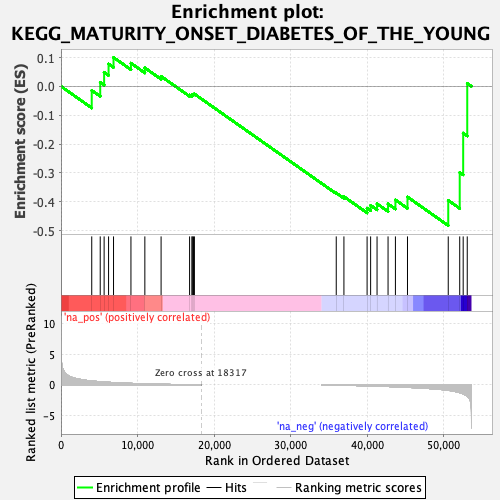 Enrichment plot:
KEGG_MATURITY_ONSET_DIABETES_OF_THE_YOUNG
Enrichment score (ES)
0.1
0.0
-0.1
-0.2
-0.3
-0.4
-0.5
'na_pos' (positively correlated)
Ranked list metric (PreRanked)
10
5
0
-5
Zero cross at 18317
'na_neg' (negatively correlated)
0
10,000
20,000
30,000
40,000
50,000
Rank in Ordered Dataset
Enrichment profile
Hits
Ranking metric scores